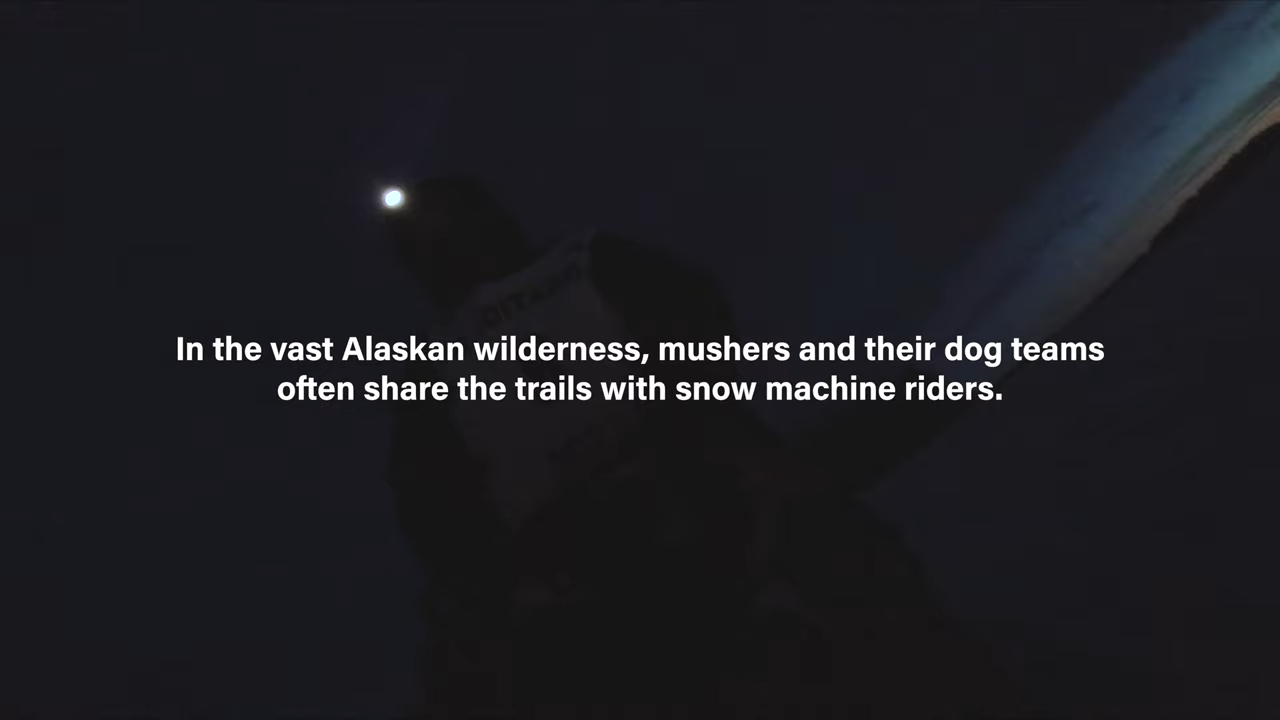 In the vast Alaskan wilderness, mushers and their dog teams
often share the trails with snow machine riders.